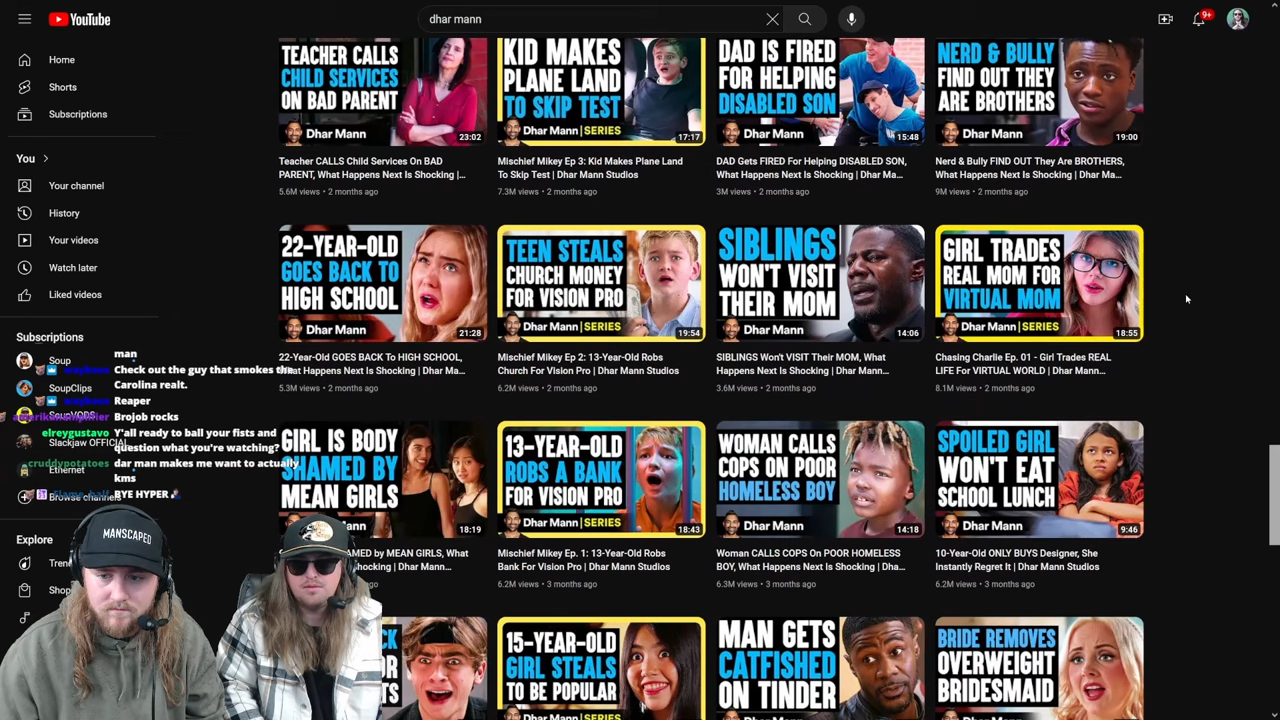 YouTube
dhar mann
9+
Home
Shorts
Subscriptions
You
Your channel
History
Your videos
Watch later
Liked videos
Subscriptions
Soup
SoupClips
SoupVODS
Slackjaw OFFICIAL
Ethernet
Browse channels
Explore
man
Check out the guy that smokes the
Carolina realt.
Reaper
Brojob rocks
elreygustavo Y'all ready to ball your fists and
question what you're watching?
cruddypotatoes dar man makes me want to actually
kms
BYE HYPER
MANSCAPED
TEACHER CALLS
CHILD SERVICES
ON BAD PARENT
Dhar Mann
23:02
Teacher CALLS Child Services On BAD
PARENT, What Happens Next Is Shocking |...
5.6M views • 2 months ago
KID MAKES
PLANE LAND
TO SKIP TEST
Dhar Mann | SERIES
17:17
Mischief Mikey Ep 3: Kid Makes Plane Land
To Skip Test | Dhar Mann Studios
7.3M views • 2 months ago
DAD IS FIRED
FOR HELPING
DISABLED SON
Dhar Mann
15:48
DAD Gets FIRED For Helping DISABLED SON,
What Happens Next Is Shocking | Dhar Ma...
3M views • 2 months ago
NERD & BULLY
FIND OUT THEY
ARE BROTHERS
Dhar Mann
19:00
Nerd & Bully FIND OUT They Are BROTHERS,
What Happens Next Is Shocking | Dhar Ma...
9M views • 2 months ago
22-YEAR-OLD
GOES BACK TO
HIGH SCHOOL
Dhar Mann
21:28
22-Year-Old GOES BACK To HIGH SCHOOL,
What Happens Next Is Shocking | Dhar Ma...
5.3M views • 2 months ago
TEEN STEALS
CHURCH MONEY
FOR VISION PRO
Dhar Mann | SERIES
19:54
Mischief Mikey Ep 2: 13-Year-Old Robs
Church For Vision Pro | Dhar Mann Studios
6.2M views • 2 months ago
SIBLINGS
WON'T VISIT
THEIR MOM
Dhar Mann
14:06
SIBLINGS Won't VISIT Their MOM, What
Happens Next Is Shocking | Dhar Mann...
3.6M views • 2 months ago
GIRL TRADES
REAL MOM FOR
VIRTUAL MOM
Dhar Mann | SERIES
18:55
Chasing Charlie Ep. 01 - Girl Trades REAL
LIFE For VIRTUAL WORLD | Dhar Mann...
8.1M views • 2 months ago
GIRL IS BODY
SHAMED BY
MEAN GIRLS
Mann
18:19
by MEAN GIRLS, What
Happens Next Is Shocking | Dhar Mann...
months ago
13-YEAR-OLD
ROBS A BANK
FOR VISION PRO
Dhar Mann | SERIES
18:43
Mischief Mikey Ep. 1: 13-Year-Old Robs
Bank For Vision Pro | Dhar Mann Studios
6.2M views • 3 months ago
WOMAN CALLS
COPS ON POOR
HOMELESS BOY
Dhar Mann
14:18
Woman CALLS COPS On POOR HOMELESS
BOY, What Happens Next Is Shocking | Dha...
6.3M views • 3 months ago
SPOILED GIRL
WON'T EAT
SCHOOL LUNCH
Dhar Mann
9:46
10-Year-Old ONLY BUYS Designer, She
Instantly Regret It | Dhar Mann Studios
6.2M views • 3 months ago
15-YEAR-OLD
GIRL STEALS
TO BE POPULAR
MAN GETS
CATFISHED
ON TINDER
BRIDE REMOVES
OVERWEIGHT
BRIDESMAID